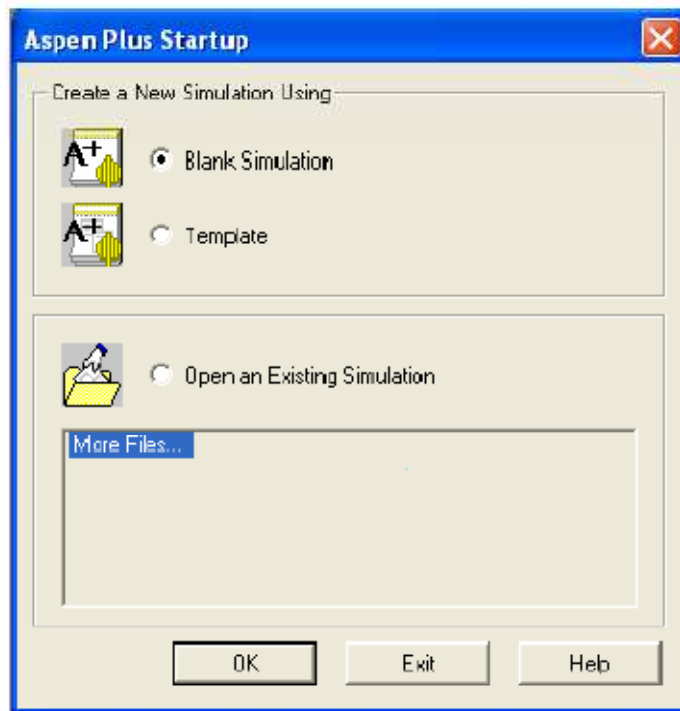 Aspen Plus Startup
Create a New Simulation Using
A+
Blank Simulation
A+
Template
Open an Existing Simulation
More Files...
OK
Exit
Help